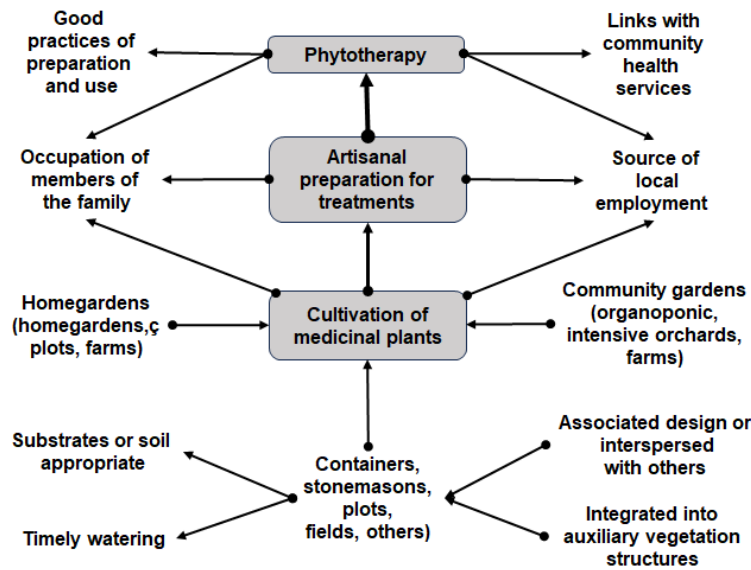 Good
practices of
preparation
and use
Phytotherapy
Links with
community
health
services
Occupation of
members of
the family
Artisanal
preparation for
treatments
Source of
local
employment
Homegardens
(homegardens,ç
plots, farms)
Cultivation of
medicinal plants
Community gardens
(organoponic,
intensive orchards,
farms)
Substrates or soil
appropriate
Timely watering
Containers,
stonemasons,
plots,
fields, others)
Associated design or
interspersed
with others
Integrated into
auxiliary vegetation
structures